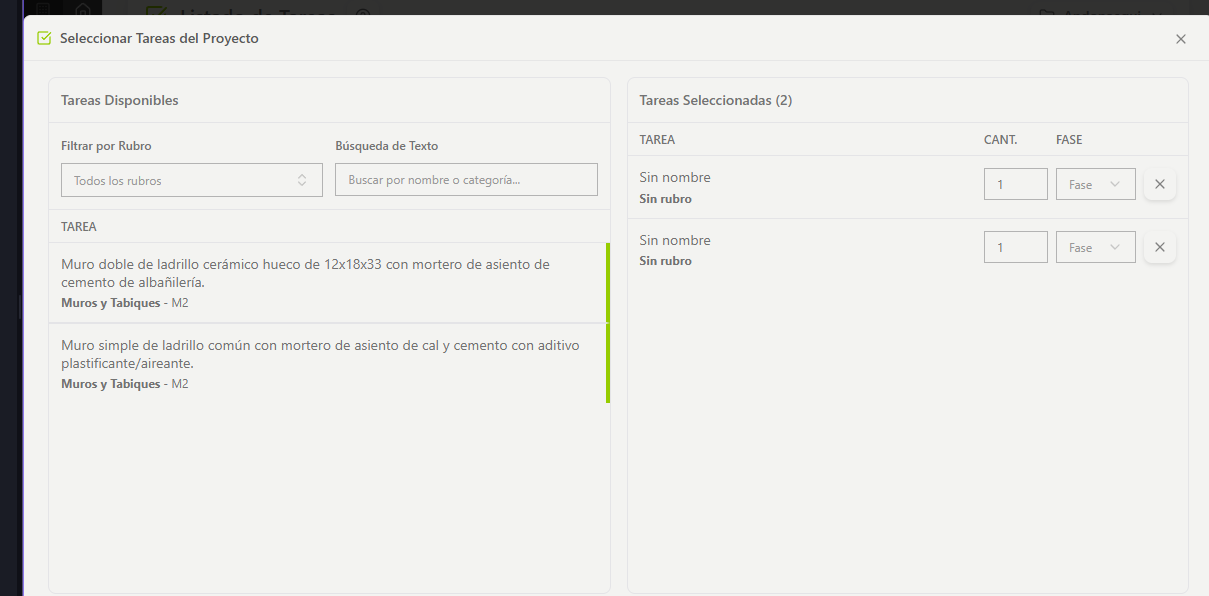 Seleccionar Tareas del Proyecto
Tareas Disponibles
Filtrar por Rubro
Búsqueda de Texto
Todos los rubros
Buscar por nombre o categoría...
TAREA
Muro doble de ladrillo cerámico hueco de 12x18x33 con mortero de asiento de
cemento de albañilería.
Muros y Tabiques - M2
Muro simple de ladrillo común con mortero de asiento de cal y cemento con aditivo
plastificante/aireante.
Muros y Tabiques - M2
Tareas Seleccionadas (2)
TAREA CANT. FASE
Sin nombre
Sin rubro
1 Fase
Sin nombre
Sin rubro
1 Fase